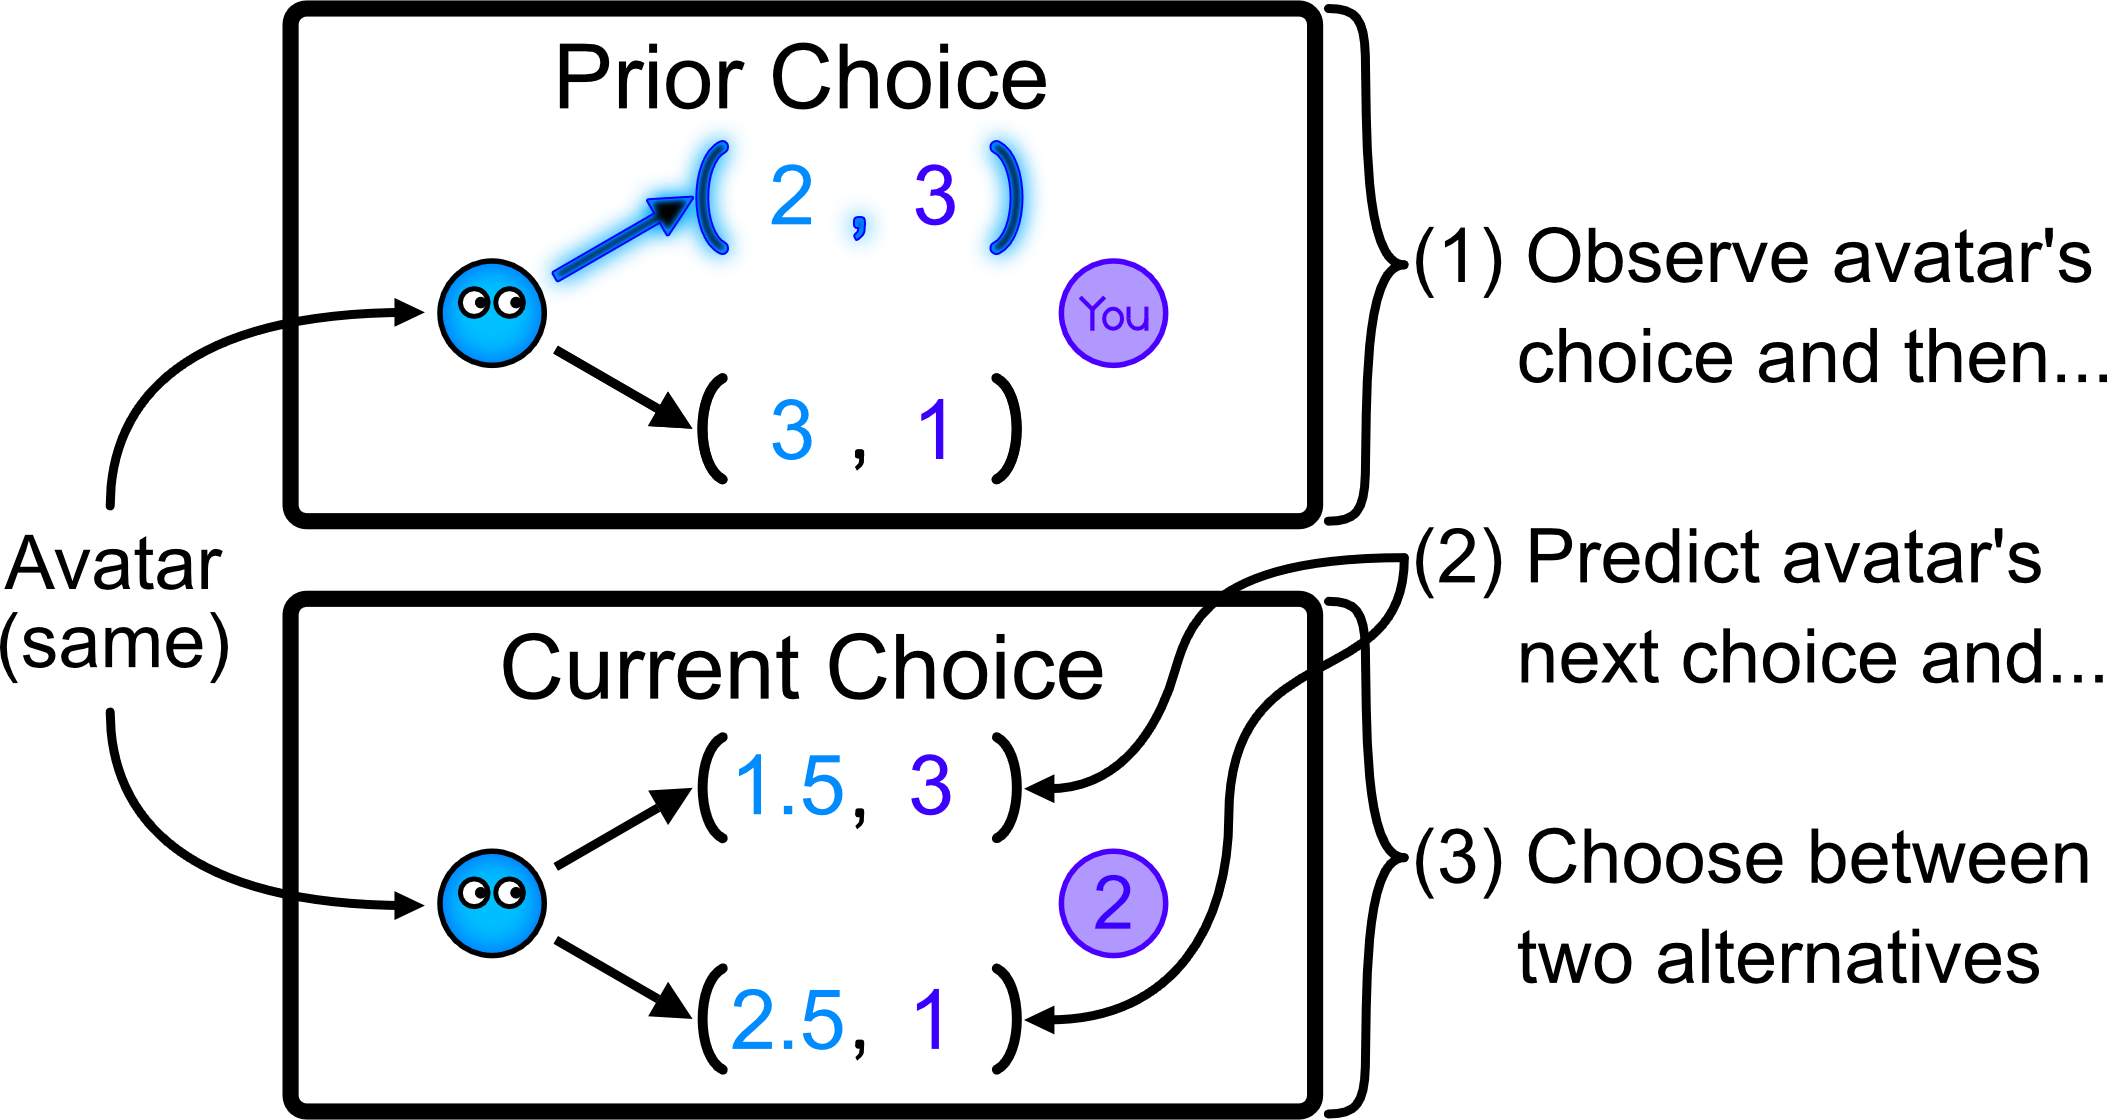 Prior Choice
( 2 , 3 )
You
( 3 , 1 )
Avatar
(same)
Current Choice
(1.5, 3 )
2
(2.5, 1 )
(1) Observe avatar's
choice and then...
(2) Predict avatar's
next choice and...
(3) Choose between
two alternatives